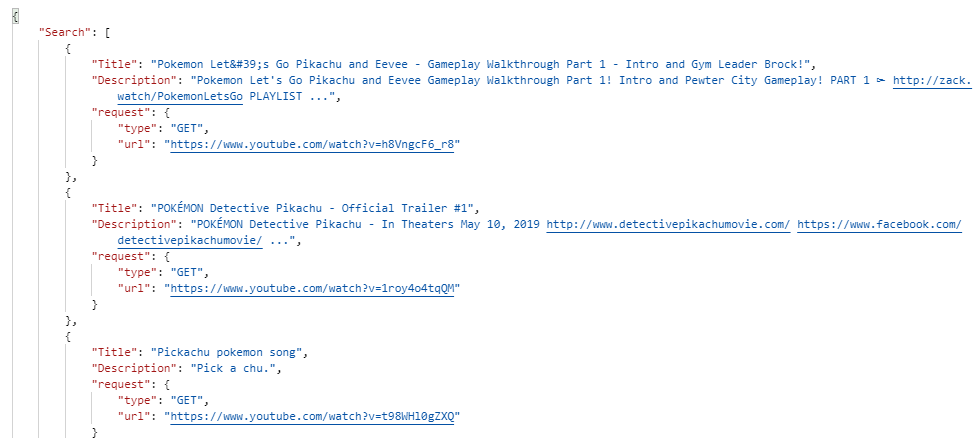 {
"Search": [
{
"Title": "Pokemon Let&#39;s Go Pikachu and Eevee - Gameplay Walkthrough Part 1 - Intro and Gym Leader Brock!",
"Description": "Pokemon Let's Go Pikachu and Eevee Gameplay Walkthrough Part 1! Intro and Pewter City Gameplay! PART 1 ➣ http://zack.
watch/PokemonLetsGo PLAYLIST ...",
"request": {
"type": "GET",
"url": "https://www.youtube.com/watch?v=h8VngcF6_r8"
}
},
{
"Title": "POKÉMON Detective Pikachu - Official Trailer #1",
"Description": "POKÉMON Detective Pikachu - In Theaters May 10, 2019 http://www.detectivepikachumovie.com/ https://www.facebook.com/
detectivepikachumovie/ ...",
"request": {
"type": "GET",
"url": "https://www.youtube.com/watch?v=1roy4o4tqQM"
}
},
{
"Title": "Pickachu pokemon song",
"Description": "Pick a chu.",
"request": {
"type": "GET",
"url": "https://www.youtube.com/watch?v=t98WHl0gZXQ"
}